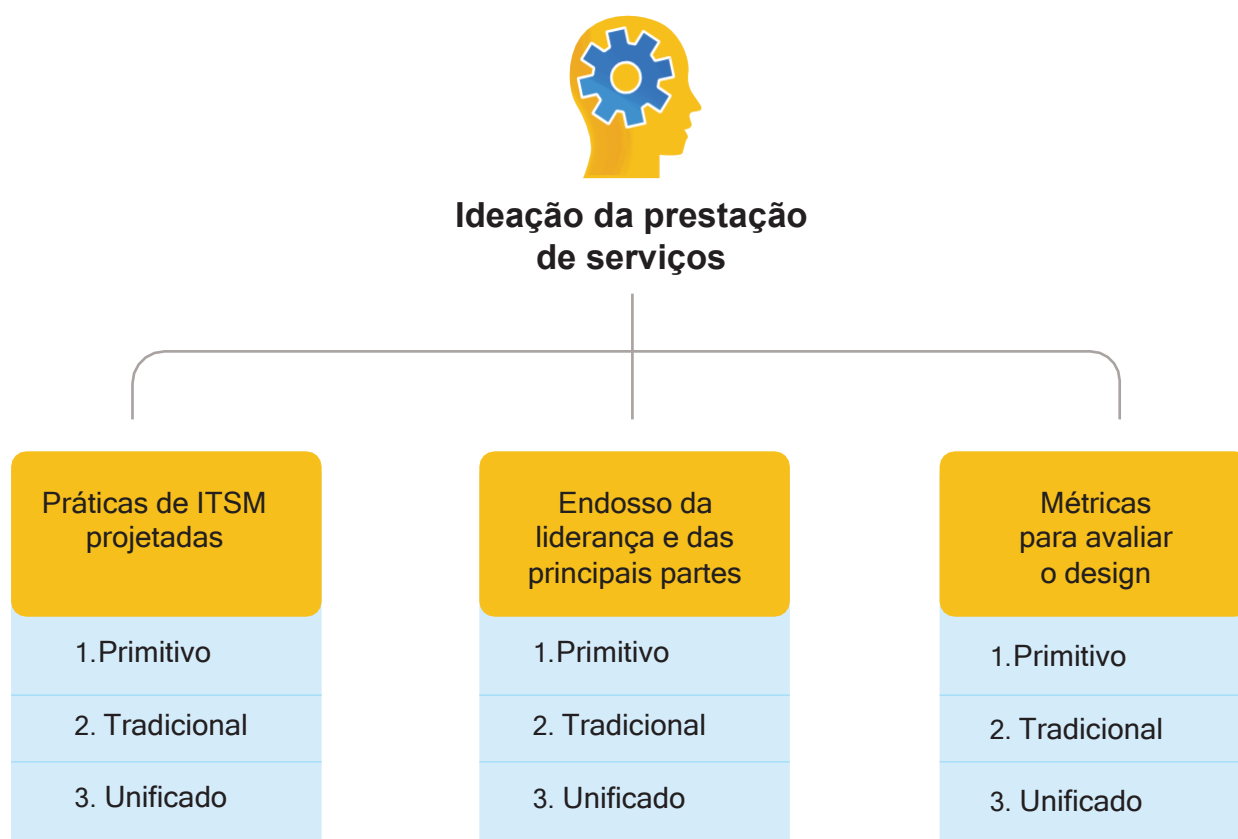 Ideação da prestação
de serviços
Práticas de ITSM
projetadas
1.Primitivo
2. Tradicional
3. Unificado
Endosso da
liderança e das
principais partes
1.Primitivo
2. Tradicional
3. Unificado
Métricas
para avaliar
o design
1.Primitivo
2. Tradicional
3. Unificado